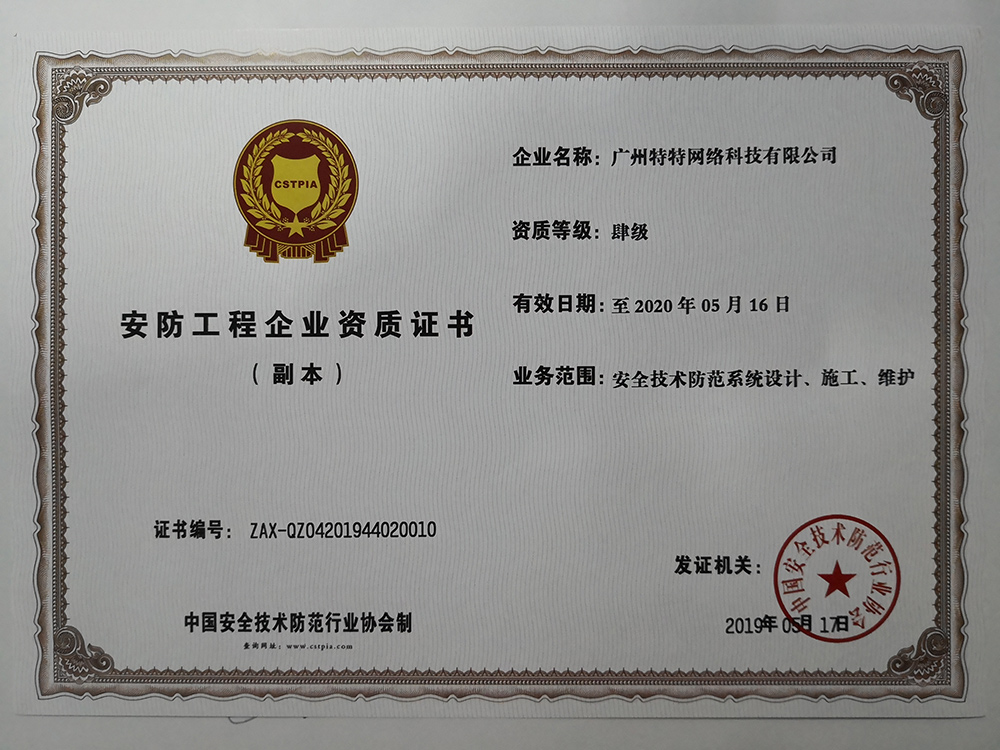 CSTPIA
安防工程企业资质证书
（副本）
证书编号：ZAX-QZ04201944020010
中国安全技术防范行业协会制
查询网址：www.cstpia.com
企业名称：广州特特网络科技有限公司
资质等级：肆级
有效日期：至2020年05月16日
业务范围：安全技术防范系统设计、施工、维护
发证机关：
中国安全技术防范行业协会
2019年05月17日